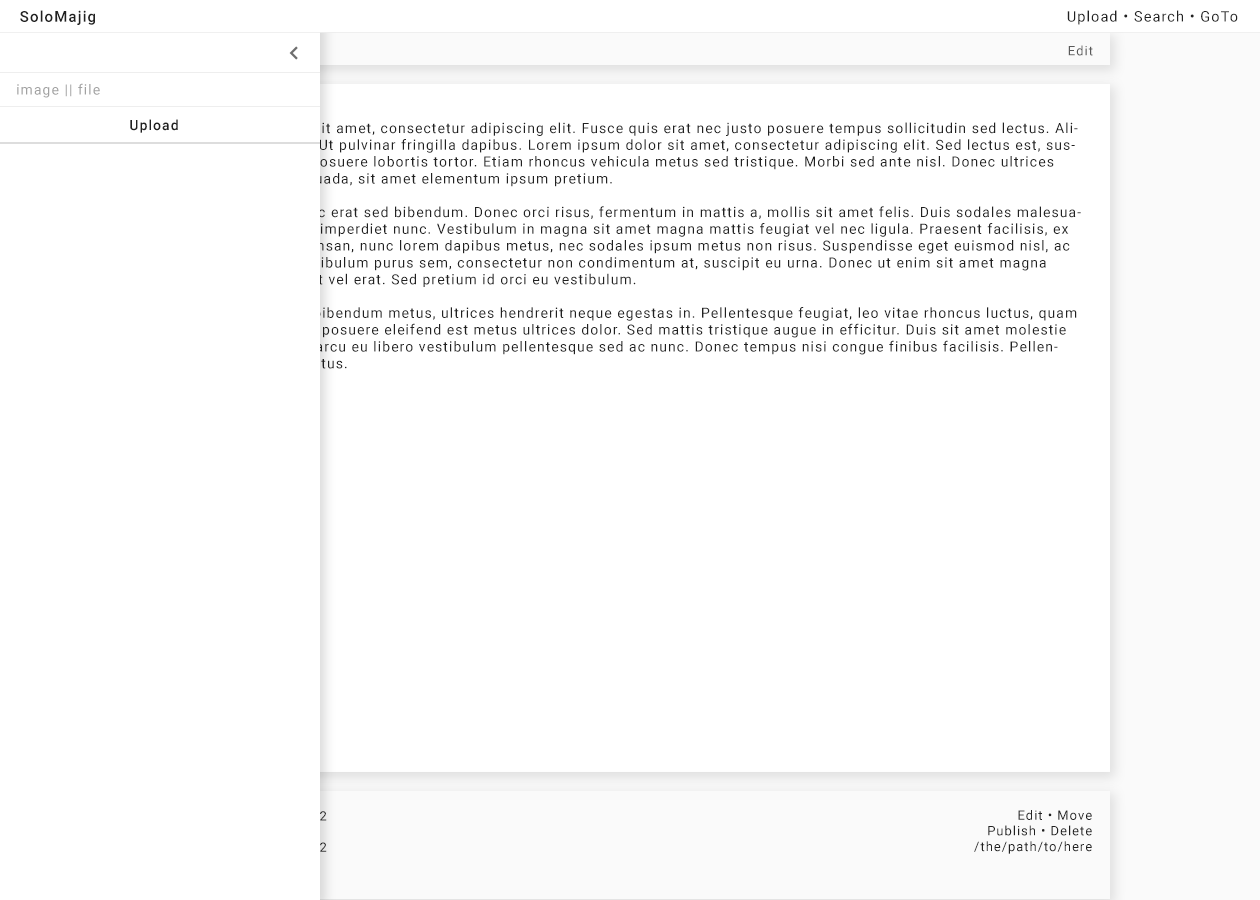 SoloMajig
Upload • Search • GoTo
image || file
Upload
Edit
sit amet, consectetur adipiscing elit. Fusce quis erat nec justo posuere tempus sollicitudin sed lectus. Ali-
Ut pulvinar fringilla dapibus. Lorem ipsum dolor sit amet, consectetur adipiscing elit. Sed lectus est, sus-
lobortis tortor. Etiam rhoncus vehicula metus sed tristique. Morbi sed ante nisl. Donec ultrices
sit amet elementum ipsum pretium.
erat sed bibendum. Donec orci risus, fermentum in mattis a, mollis sit amet felis. Duis sodales malesua-
imperdiet nunc. Vestibulum in magna sit amet magna mattis feugiat vel nec ligula. Praesent facilisis, ex
nunc lorem dapibus metus, nec sodales ipsum metus non risus. Suspendisse eget euismod nisl, ac
purus sem, consectetur non condimentum at, suscipit eu urna. Donec ut enim sit amet magna
vel erat. Sed pretium id orci eu vestibulum.
bibendum metus, ultrices hendrerit neque egestas in. Pellentesque feugiat, leo vitae rhoncus luctus, quam
posuere eleifend est metus ultrices dolor. Sed mattis tristique augue in efficitur. Duis sit amet molestie
arcu eu libero vestibulum pellentesque sed ac nunc. Donec tempus nisi congue finibus facilisis. Pellen-
2
2
Edit • Move
Publish • Delete
/the/path/to/here